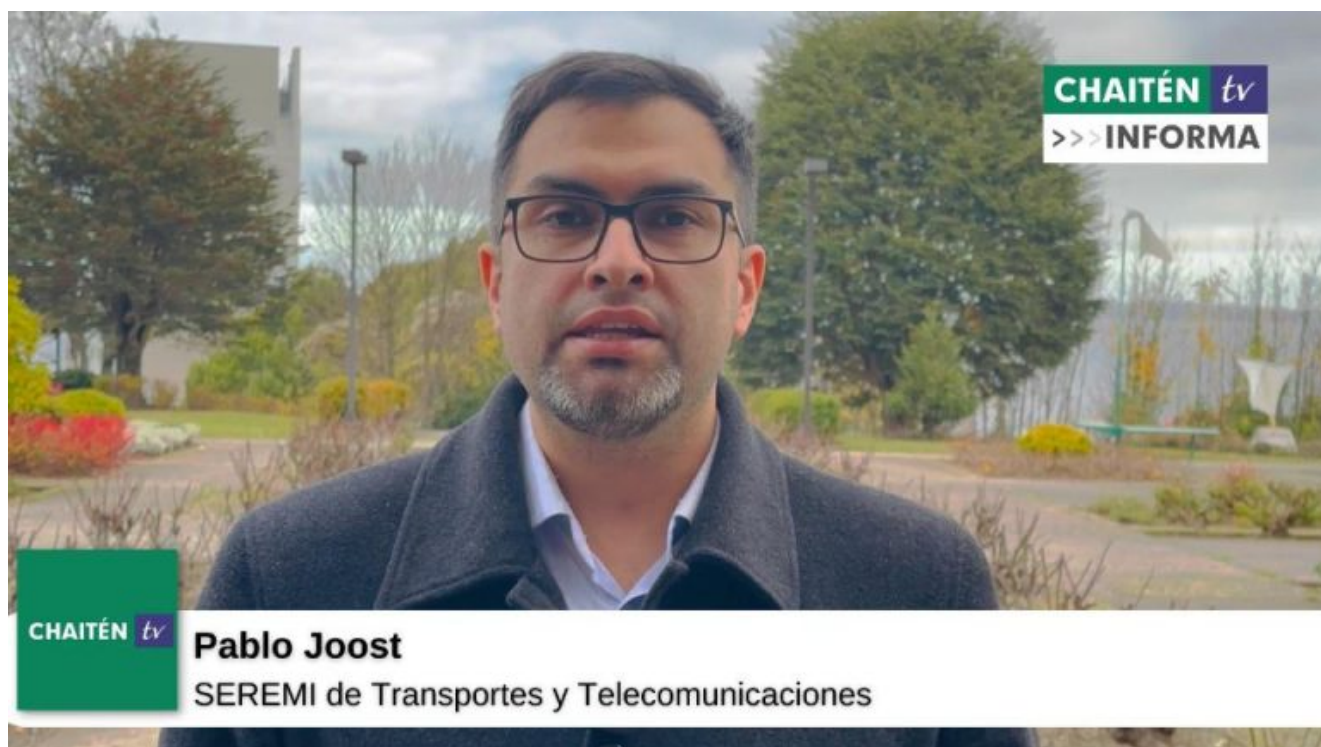 CHAITÉN tv
>>>INFORMA
CHAITÉN tv
Pablo Joost
SEREMI de Transportes y Telecomunicaciones